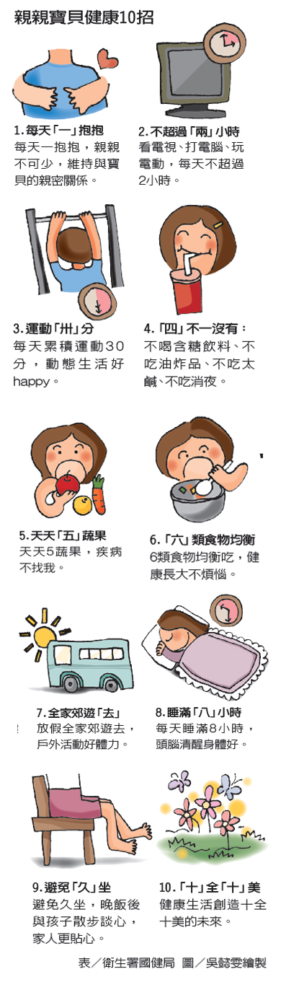 親親寶貝健康10招
1.每天「一」抱抱
每天一抱抱，親親
不可少，維持與寶
貝的親密關係。
2.不超過「兩」小時
看電視、打電腦、玩
電動，每天不超過
2小時。
3.運動「卅」分
每天累積運動30
分，動態生活好
happy。
4.「四」不一沒有：
不喝含糖飲料、不
吃油炸品、不吃太
鹹、不吃消夜。
5.天天「五」蔬果
天天5蔬果，疾病
不找我。
6.「六」類食物均衡
6類食物均衡吃，健
康長大不煩惱。
7.全家郊遊「去」
放假全家郊遊去，
戶外活動好體力。
8.睡滿「八」小時
每天睡滿8小時，
頭腦清醒身體好。
9.避免「久」坐
避免久坐，晚飯後
與孩子散步談心，
家人更貼心。
10.「十」全「十」美
健康生活創造十全
十美的未來。
表／衛生署國健局 圖／吳懿雯繪製